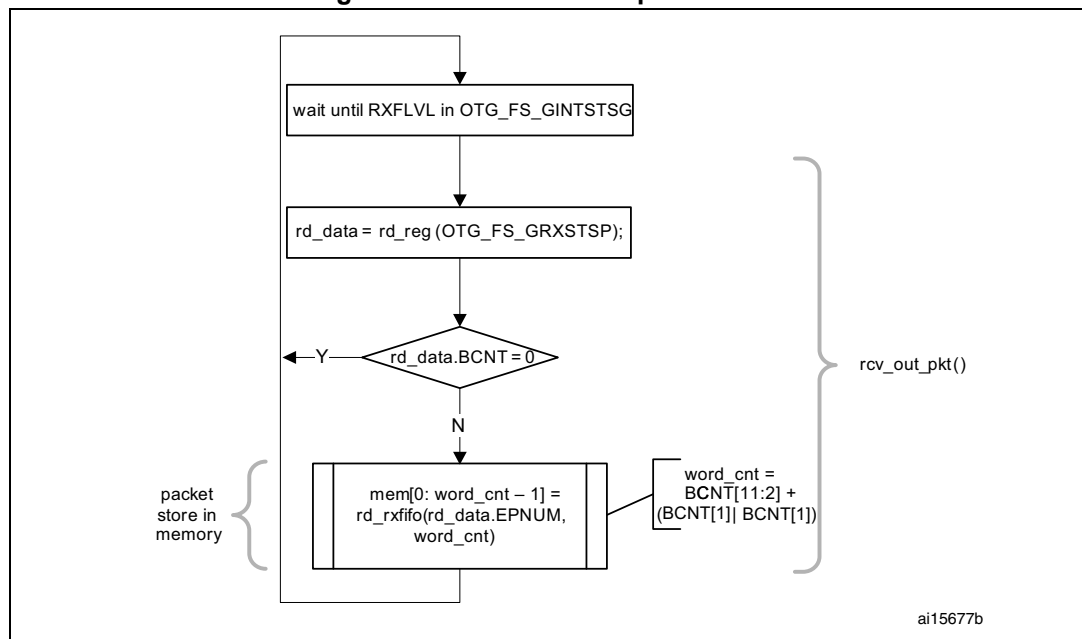 wait until RXFLVL in OTG_FS_GINTSTSG
rd_data = rd_reg (OTG_FS_GRXSTSP);
rd_data.BCNT = 0
Y
rcv_out_pkt()
N
packet
store in
memory
mem[0: word_cnt – 1] =
rd_rxfifo(rd_data.EPNUM,
word_cnt)
word_cnt =
BCNT[11:2] +
(BCNT[1] | BCNT[1])
ai15677b